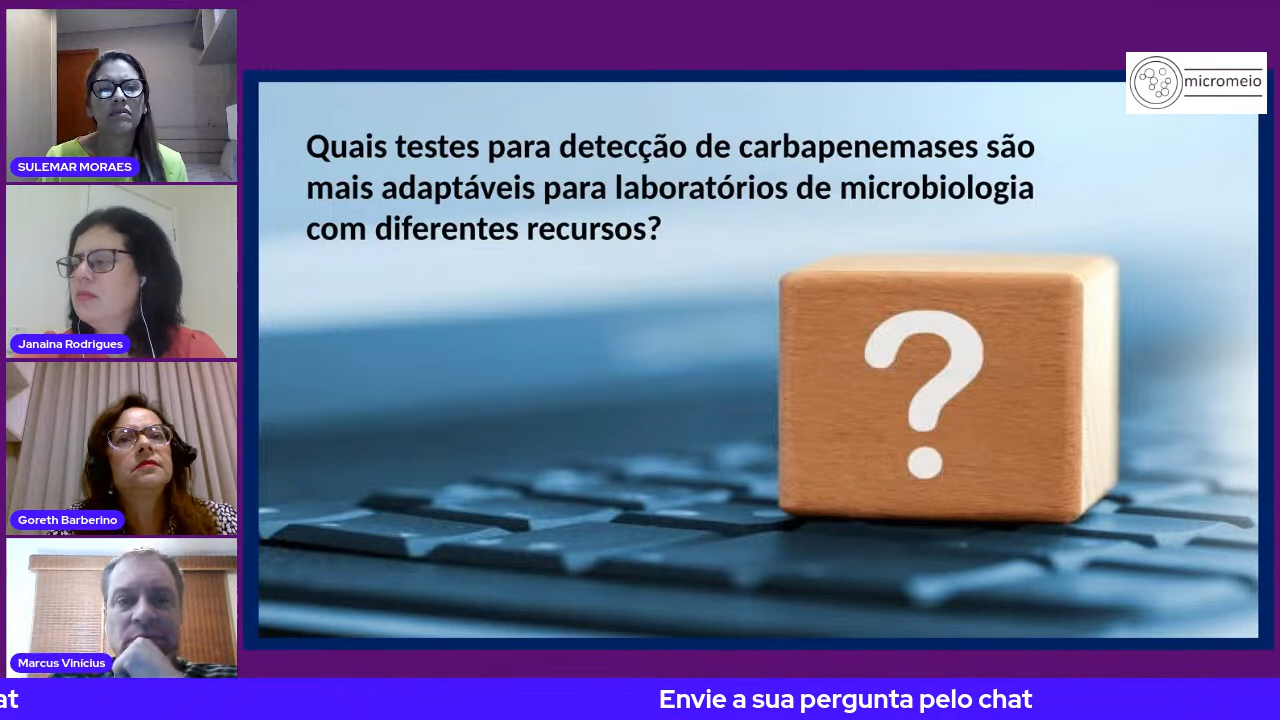 SULEMAR MORAES
Janaina Rodrigues
Goreth Barberino
Marcus Vinícius
micromeio
Quais testes para detecção de carbapenemases são
mais adaptáveis para laboratórios de microbiologia
com diferentes recursos?
?
at
Envie a sua pergunta pelo chat